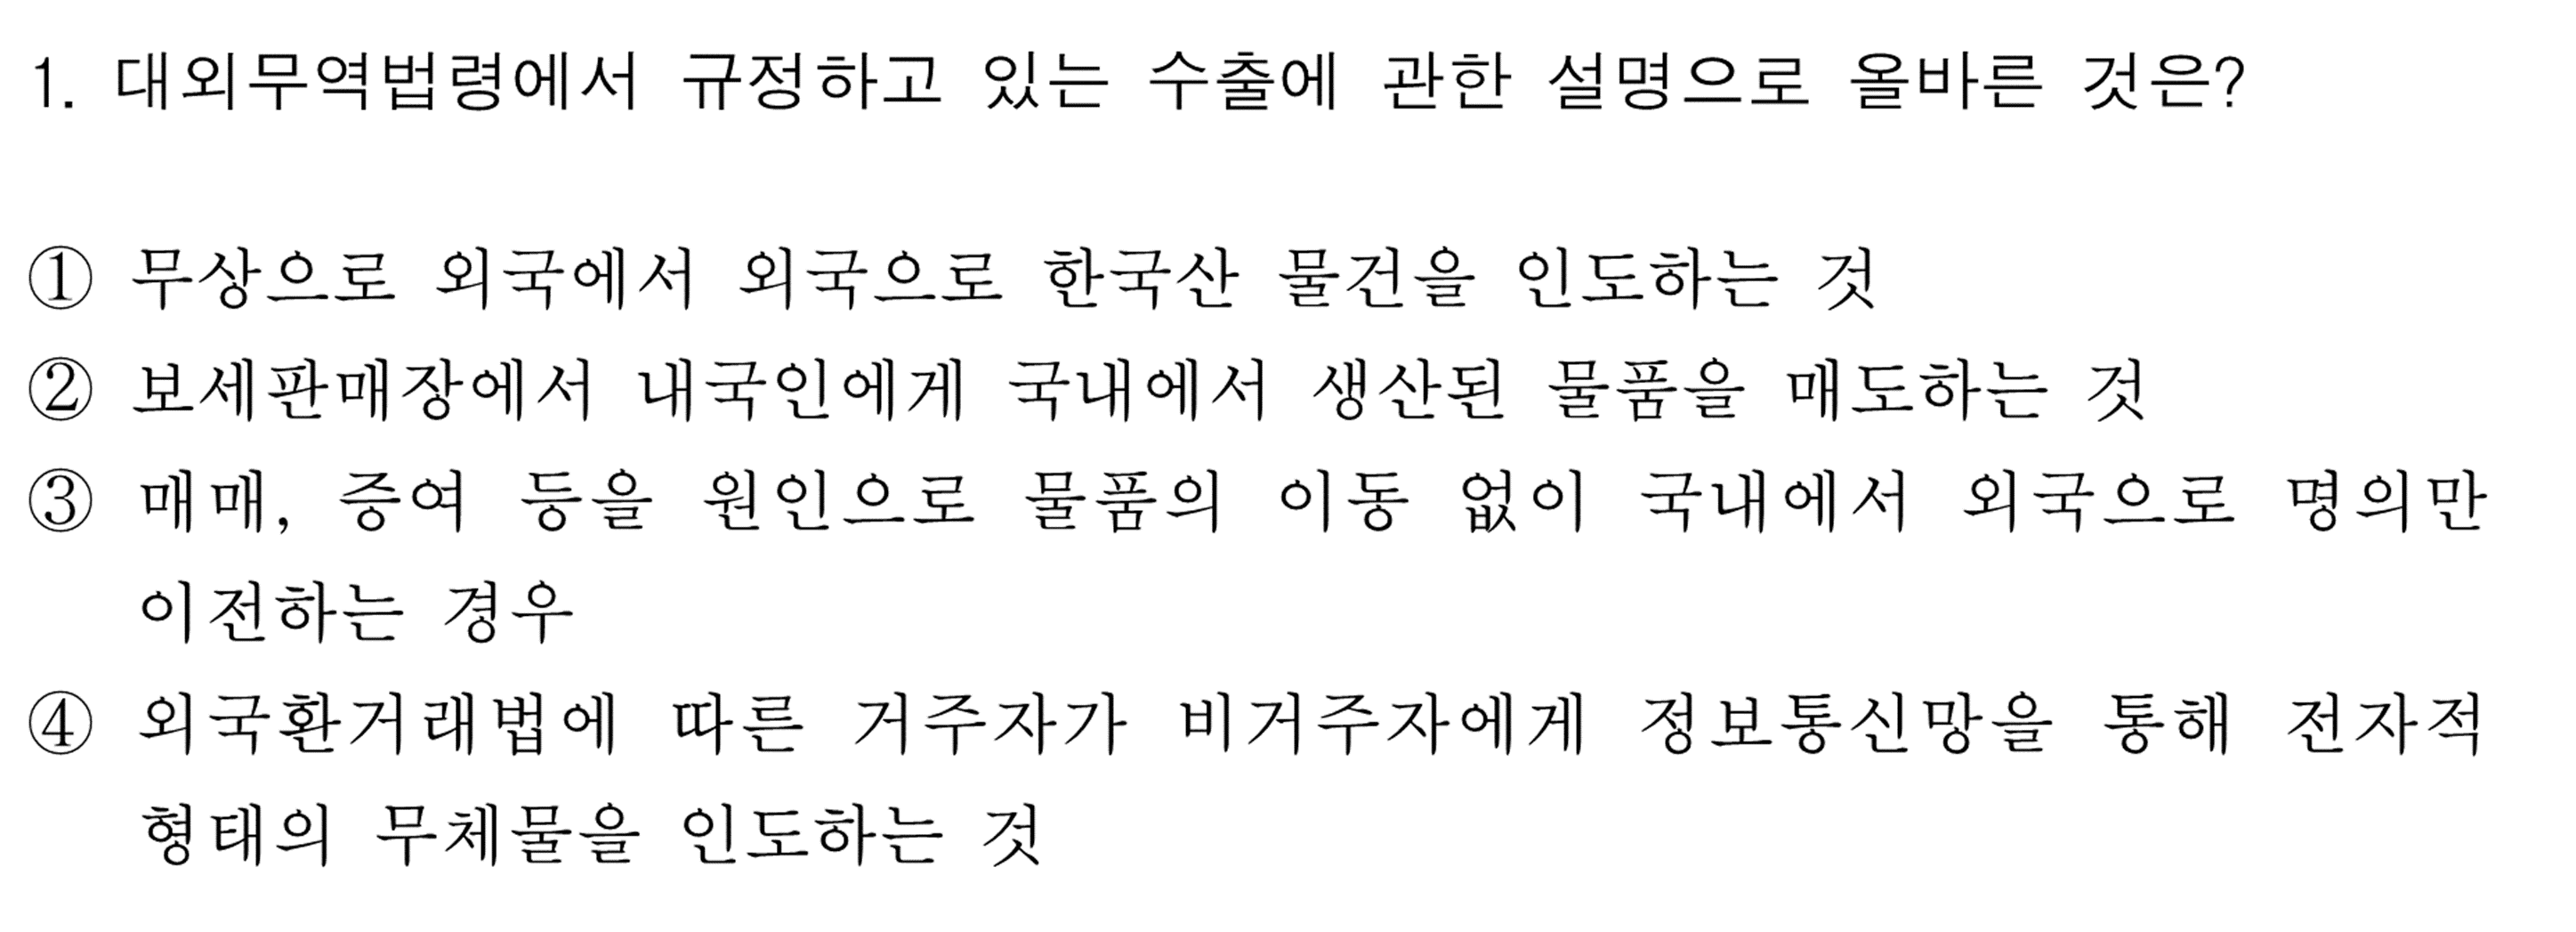 1. 대외무역법령에서 규정하고 있는 수출에 관한 설명으로 올바른 것은?
① 무상으로 외국에서 외국으로 한국산 물건을 인도하는 것
② 보세판매장에서 내국인에게 국내에서 생산된 물품을 매도하는 것
③ 매매, 증여 등을 원인으로 물품의 이동 없이 국내에서 외국으로 명의만
이전하는 경우
④ 외국환거래법에 따른 거주자가 비거주자에게 정보통신망을 통해 전자적
형태의 무체물을 인도하는 것